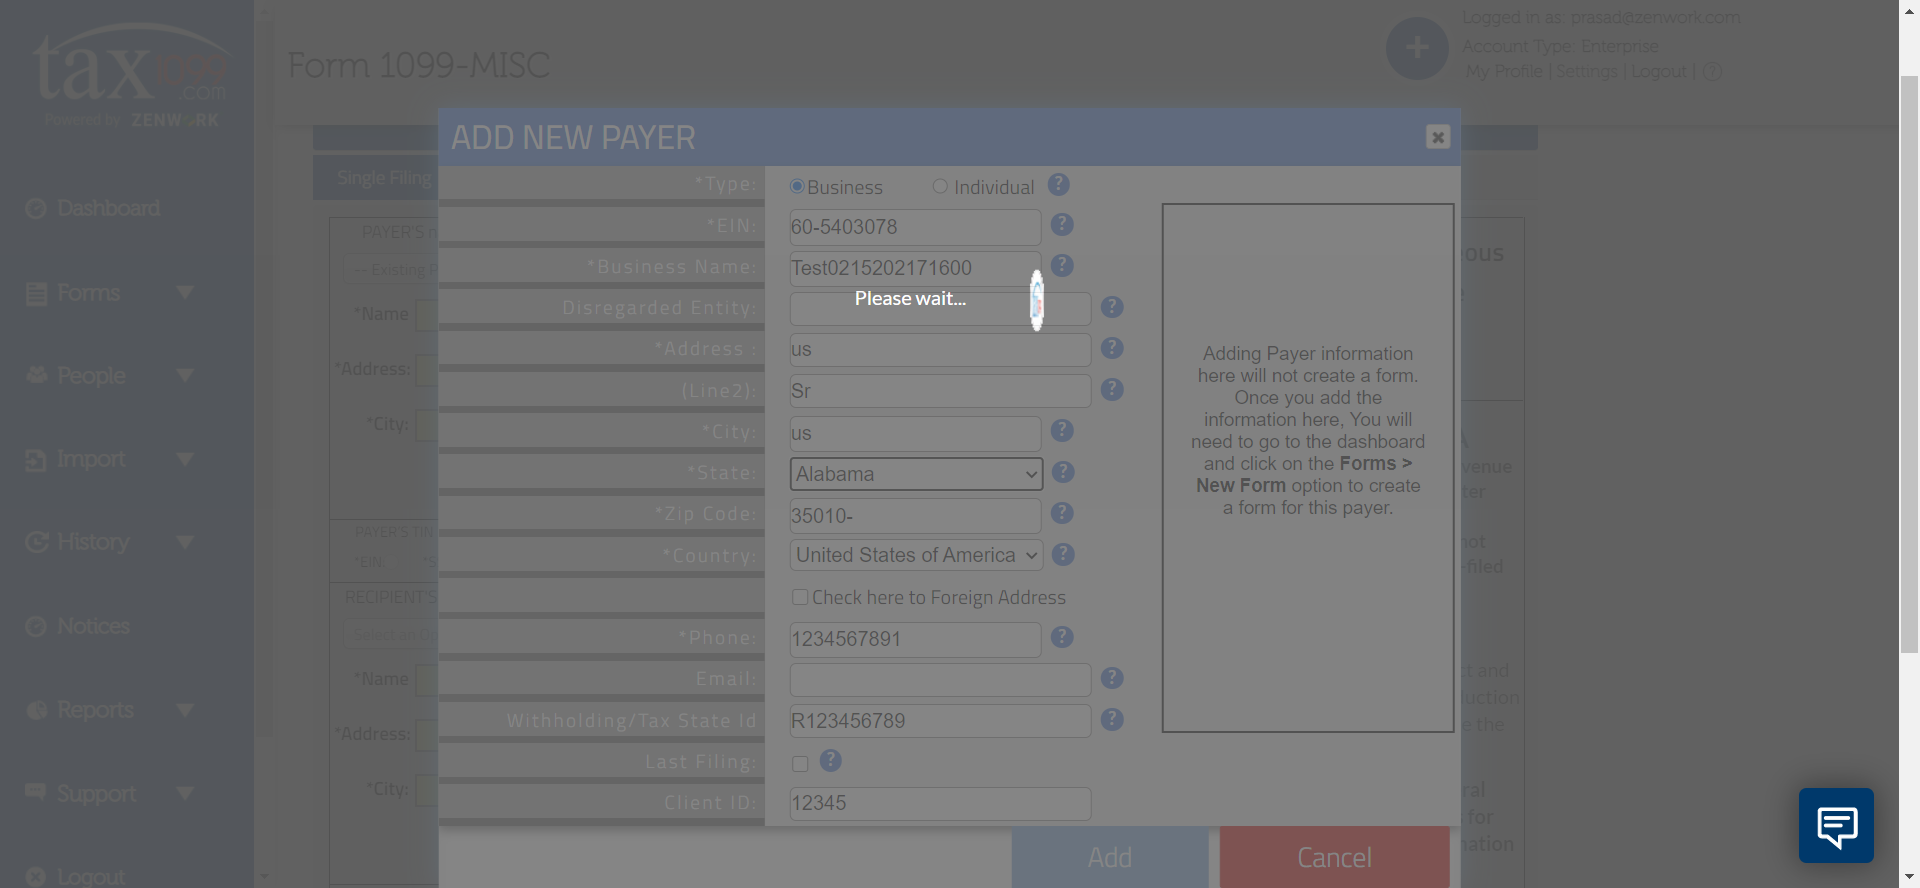 tax1099
.com
Powered by ZENWORK
Form 1099-MISC
Logged in as: prasad@zenwork.com
Account Type: Enterprise
My Profile | Settings | Logout | ?
Dashboard
Forms
People
Import
History
Notices
Reports
Support
Logout
Single Filing
PAYER'S
-- Existing
*Name
*Address:
*City:
PAYER'S TIN
*EIN:
RECIPIENT'S
Select an
*Name
*Address:
*City:
ADD NEW PAYER
*Type: Business Individual ?
*EIN: 60-5403078 ?
*Business Name: Test0215202171600 ?
Please wait...
Disregarded Entity: ?
*Address : us ?
(Line2): Sr ?
*City: us ?
*State: Alabama ?
*Zip Code: 35010- ?
*Country: United States of America ?
Check here to Foreign Address
*Phone: 1234567891 ?
Email: ?
Withholding/Tax State Id R123456789 ?
Last Filing: ?
Client ID: 12345
Adding Payer information
here will not create a form.
Once you add the
information here, You will
need to go to the dashboard
and click on the Forms >
New Form option to create
a form for this payer.
Add Cancel
ous
venue
ter
not
-filed
ct and
uction
e the
ral
for
nation